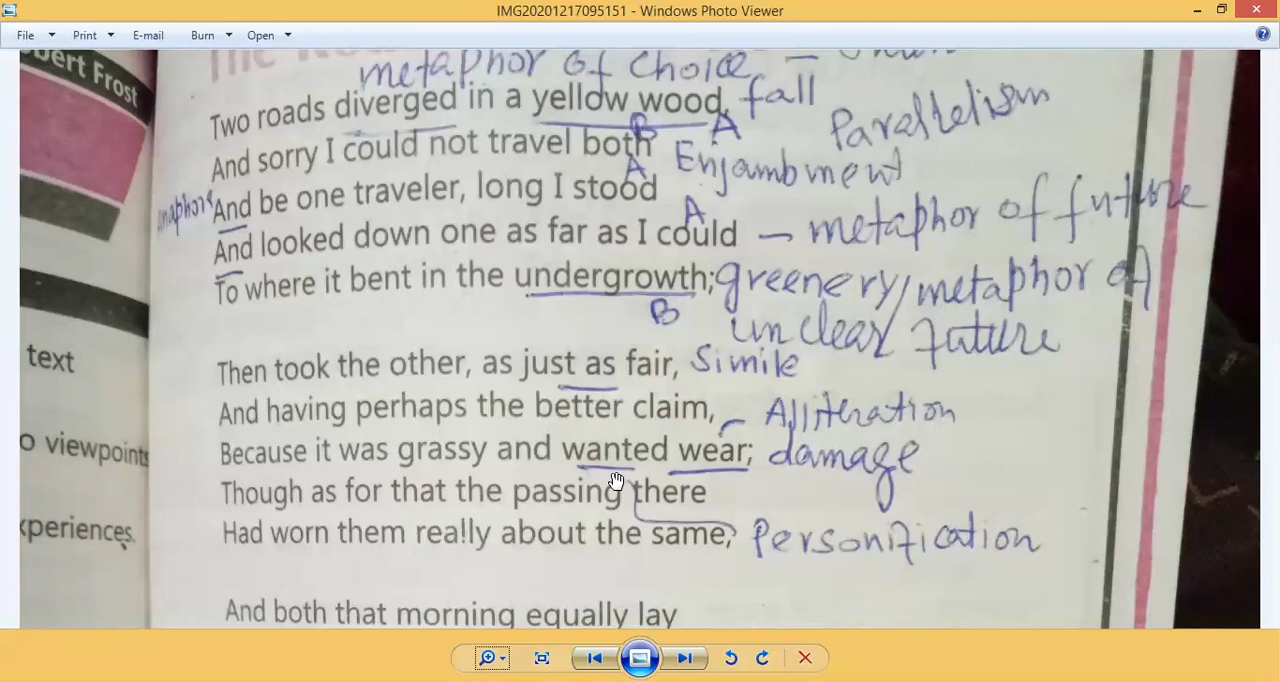 IMG20201217095151 - Windows Photo Viewer
File Print E-mail Burn Open
bert Frost
metaphor of choice
Two roads diverged in a yellow wood, fall
B A Parallelism
And sorry I could not travel both Enjambment
A
And be one traveler, long I stood
A
And looked down one as far as I could – metaphor of future
To where it bent in the undergrowth; greenery/metaphor of
B unclear future
text
Then took the other, as just as fair, Simile
And having perhaps the better claim, Alliteration
o viewpoints
Because it was grassy and wanted wear; damage
Though as for that the passing there
xperiences.
Had worn them really about the same, Personification
And both that morning equally lay